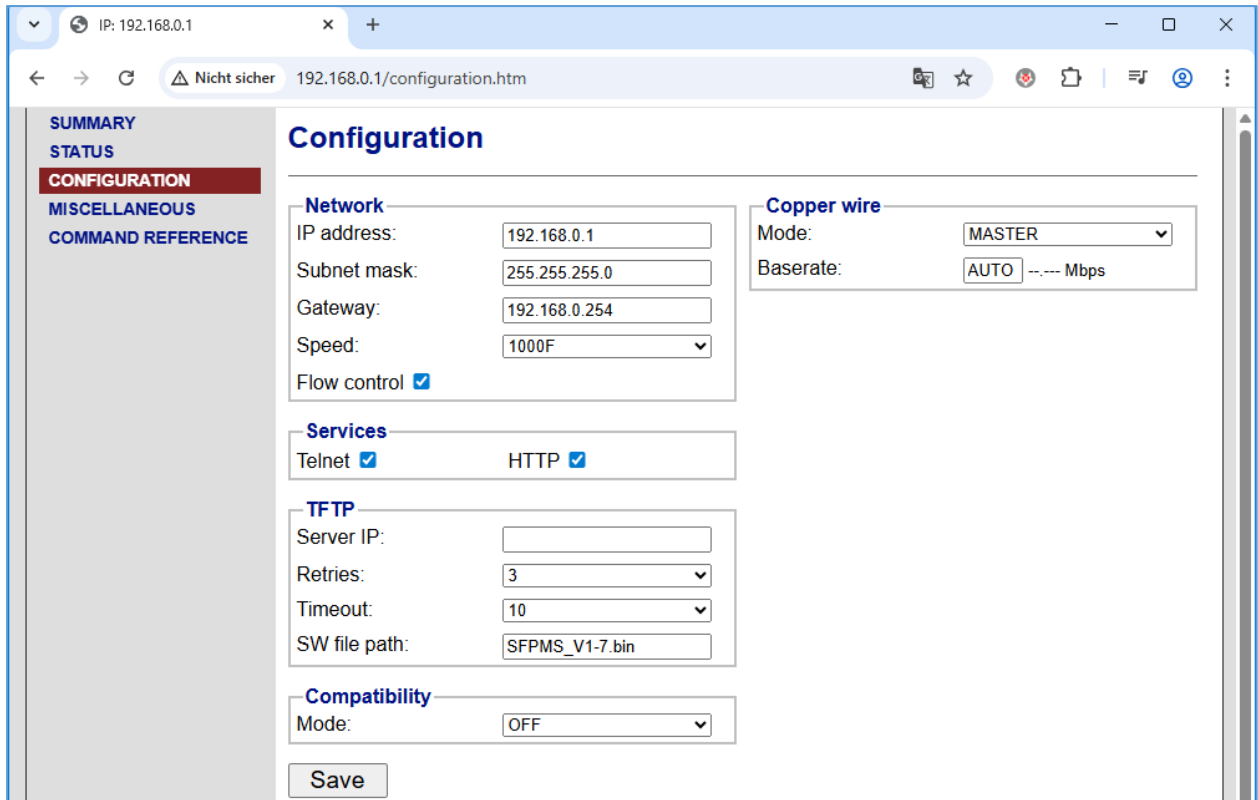 IP: 192.168.0.1
Nicht sicher 192.168.0.1/configuration.htm
SUMMARY
STATUS
CONFIGURATION
MISCELLANEOUS
COMMAND REFERENCE
Configuration
Network
IP address: 192.168.0.1
Subnet mask: 255.255.255.0
Gateway: 192.168.0.254
Speed: 1000F
Flow control
Services
Telnet HTTP
TFTP
Server IP:
Retries: 3
Timeout: 10
SW file path: SFPMS_V1-7.bin
Compatibility
Mode: OFF
Save
Copper wire
Mode: MASTER
Baserate: AUTO --.--- Mbps